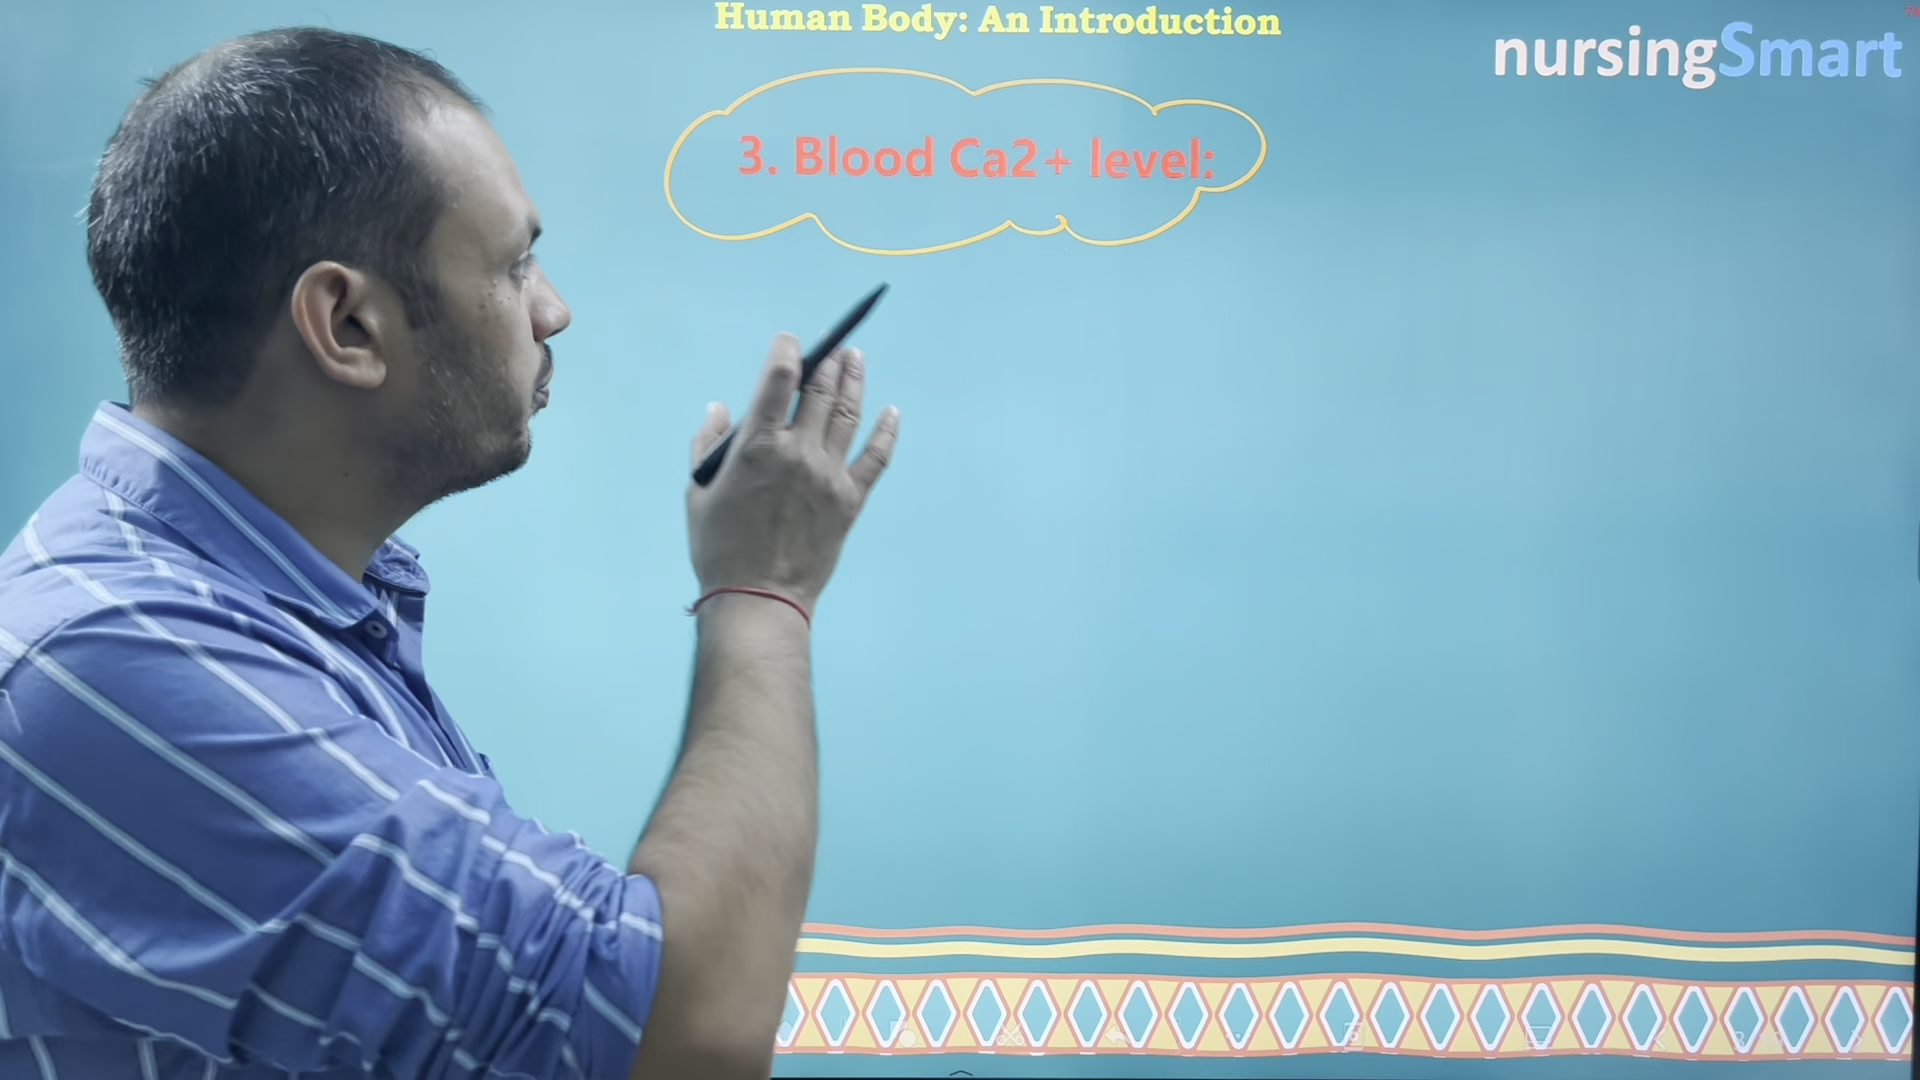 Human Body: An Introduction
nursingSmart
3. Blood Ca2+ level: